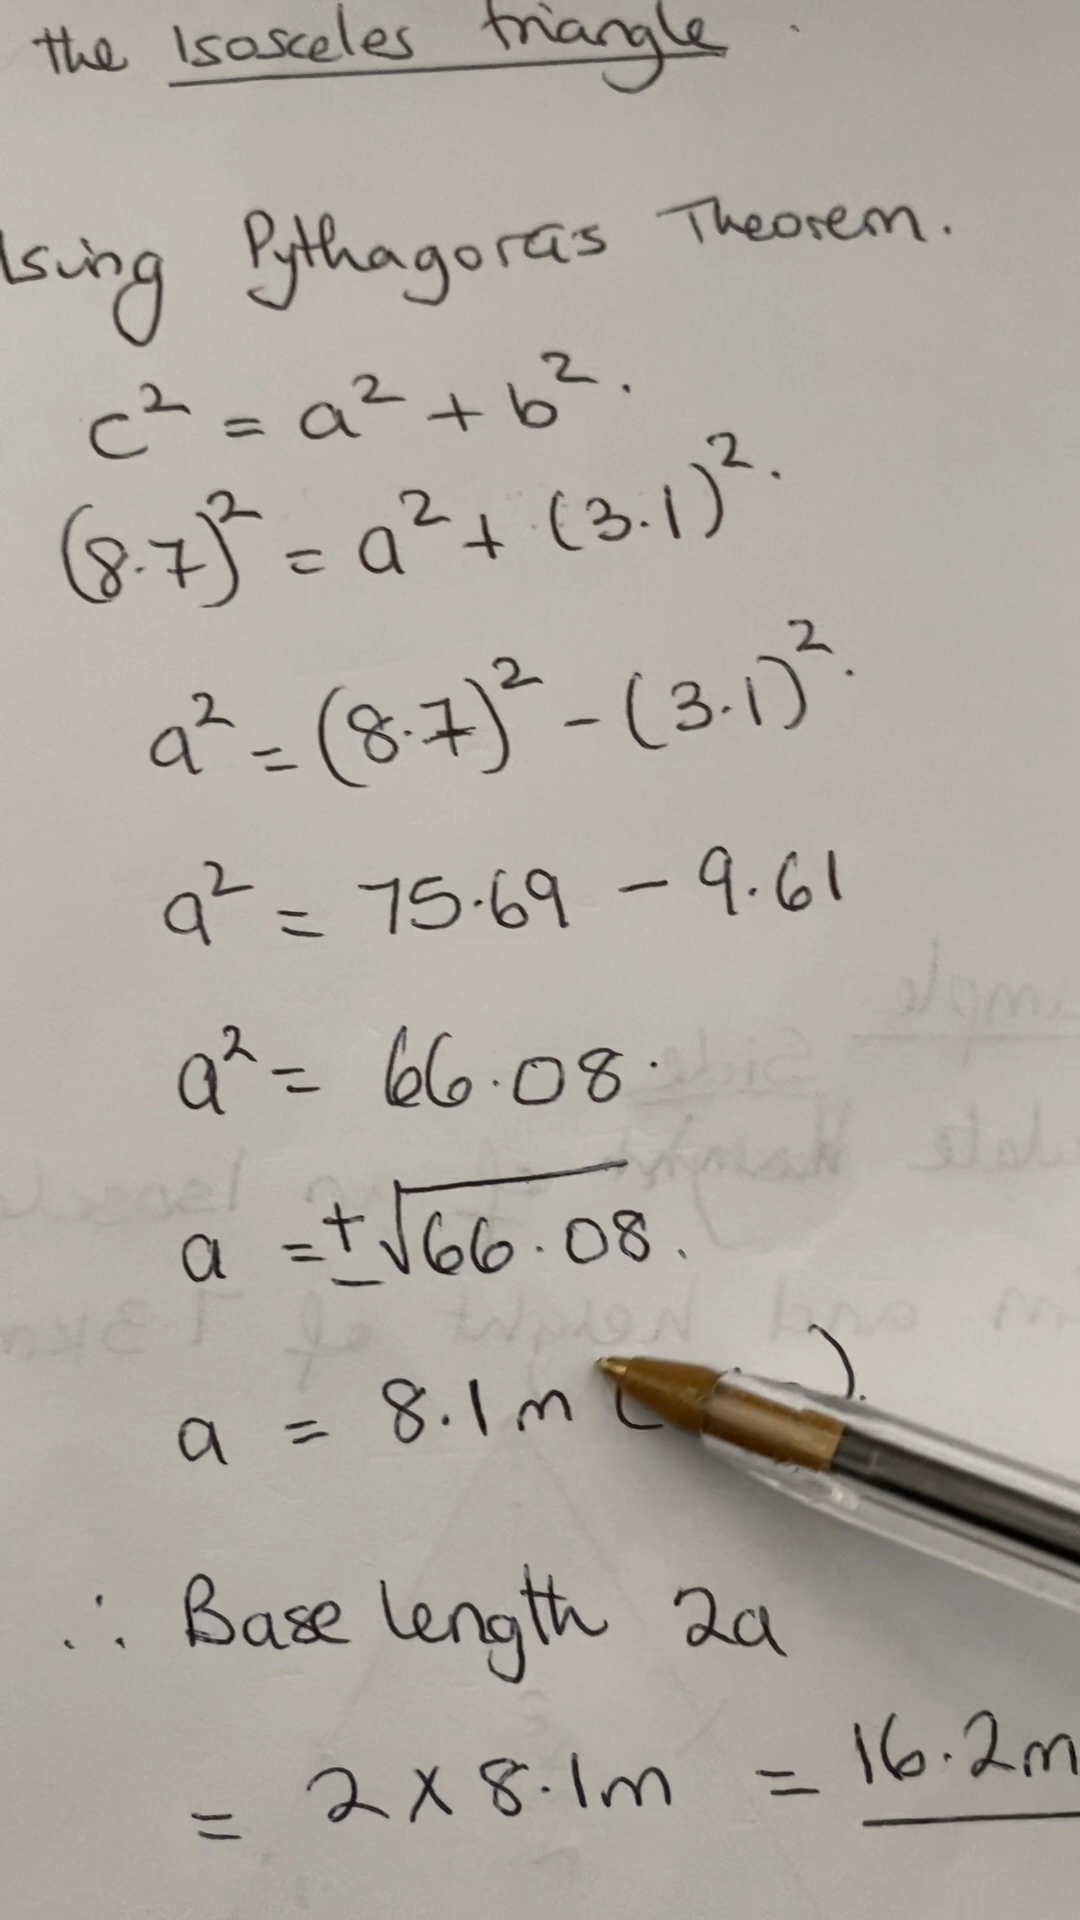 the Isosceles triangle.
Using Pythagoras Theorem.
c² = a² + b².
(8.7)² = a² + (3.1)².
a² = (8.7)² - (3.1)².
a² = 75.69 - 9.61
a² = 66.08.
a = ±√66.08.
a = 8.1m ( ).
∴ Base length 2a
= 2 × 8.1m = 16.2m